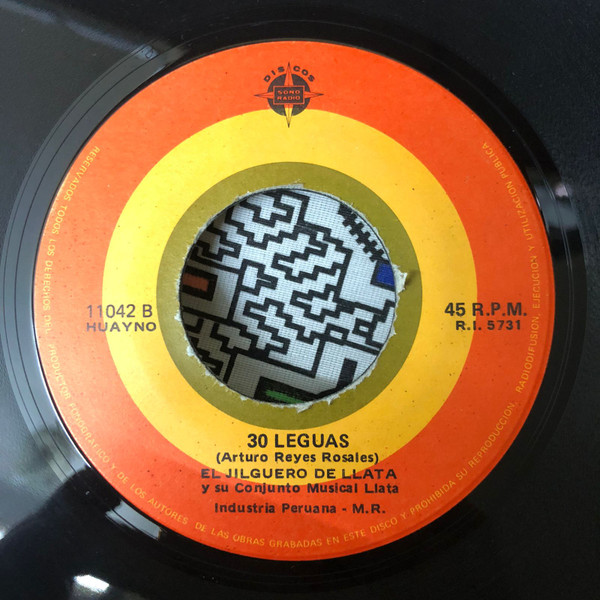 DISCOS
SONO
RADIO
11042 B
HUAYNO
45 R.P.M.
R.I. 5731
30 LEGUAS
(Arturo Reyes Rosales)
EL JILGUERO DE LLATA
y su Conjunto Musical Llata
Industria Peruana - M.R.
RESERVADOS TODOS LOS DERECHOS DEL PRODUCTOR FONOGRAFICO Y DE LOS AUTORES DE LAS OBRAS GRABADAS EN ESTE DISCO Y PROHIBIDA SU REPRODUCCION, RADIODIFUSION, EJECUCION Y UTILIZACION PUBLICA